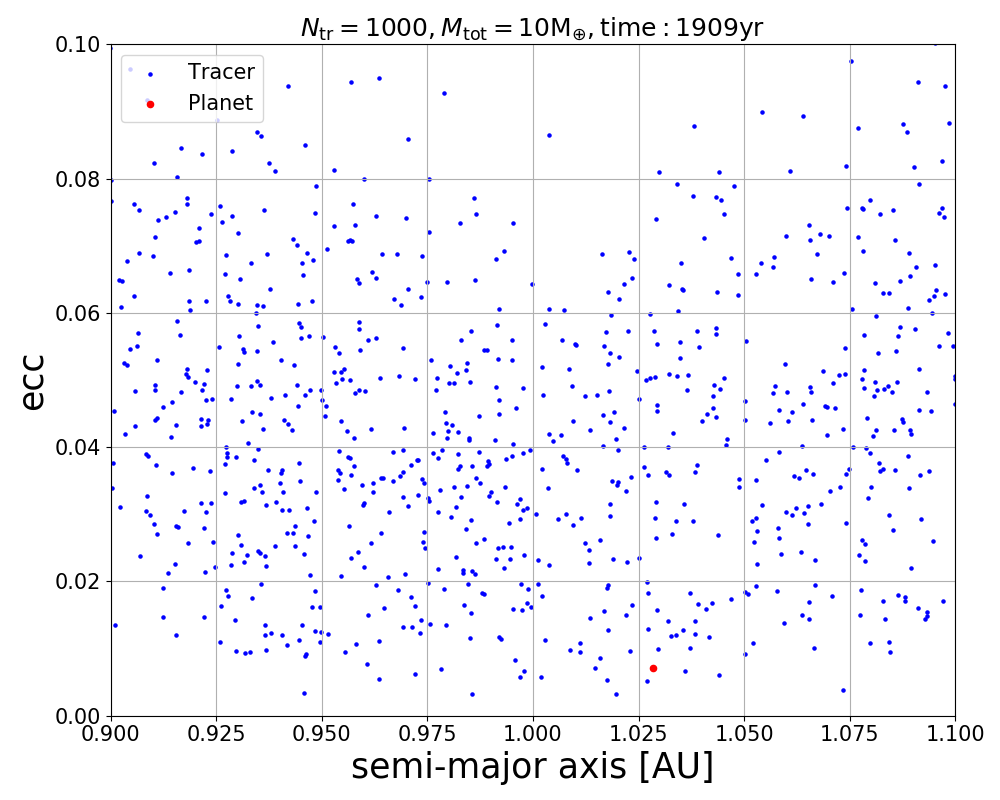 N_tr = 1000, M_tot = 10M_⊕, time : 1909yr
Tracer
Planet
0.10
0.08
0.06
0.04
0.02
0.00
ecc
0.900 0.925 0.950 0.975 1.000 1.025 1.050 1.075 1.100
semi-major axis [AU]